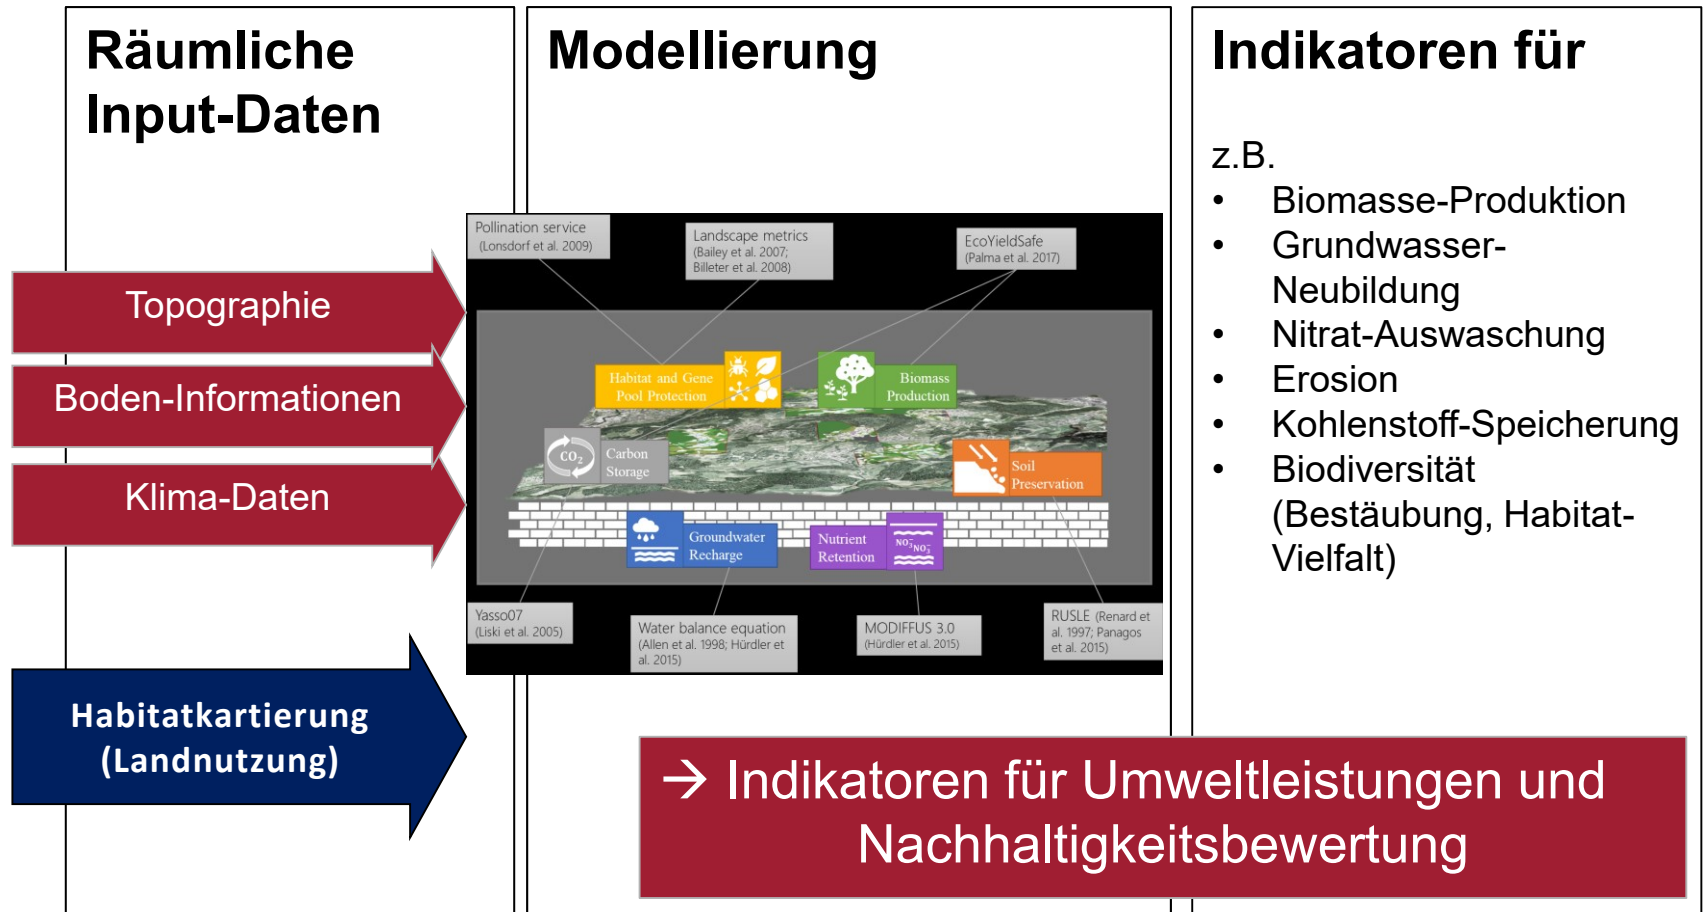 Räumliche
Input-Daten
Topographie
Boden-Informationen
Klima-Daten
Habitatkartierung
(Landnutzung)
Modellierung
Pollination service
(Lonsdorf et al. 2009)
Landscape metrics
(Bailey et al. 2007;
Billeter et al. 2008)
EcoYieldSafe
(Palma et al. 2017)
Habitat and Gene
Pool Protection
Biomass
Production
CO2
Carbon
Storage
Soil
Preservation
Groundwater
Recharge
Nutrient
Retention
NO3- NO3-
Yasso07
(Liski et al. 2005)
Water balance equation
(Allen et al. 1998; Hürdler et
al. 2015)
MODIFFUS 3.0
(Hürdler et al. 2015)
RUSLE (Renard et
al. 1997; Panagos
et al. 2015)
Indikatoren für
z.B.
• Biomasse-Produktion
• Grundwasser-
Neubildung
• Nitrat-Auswaschung
• Erosion
• Kohlenstoff-Speicherung
• Biodiversität
(Bestäubung, Habitat-
Vielfalt)
→ Indikatoren für Umweltleistungen und
Nachhaltigkeitsbewertung